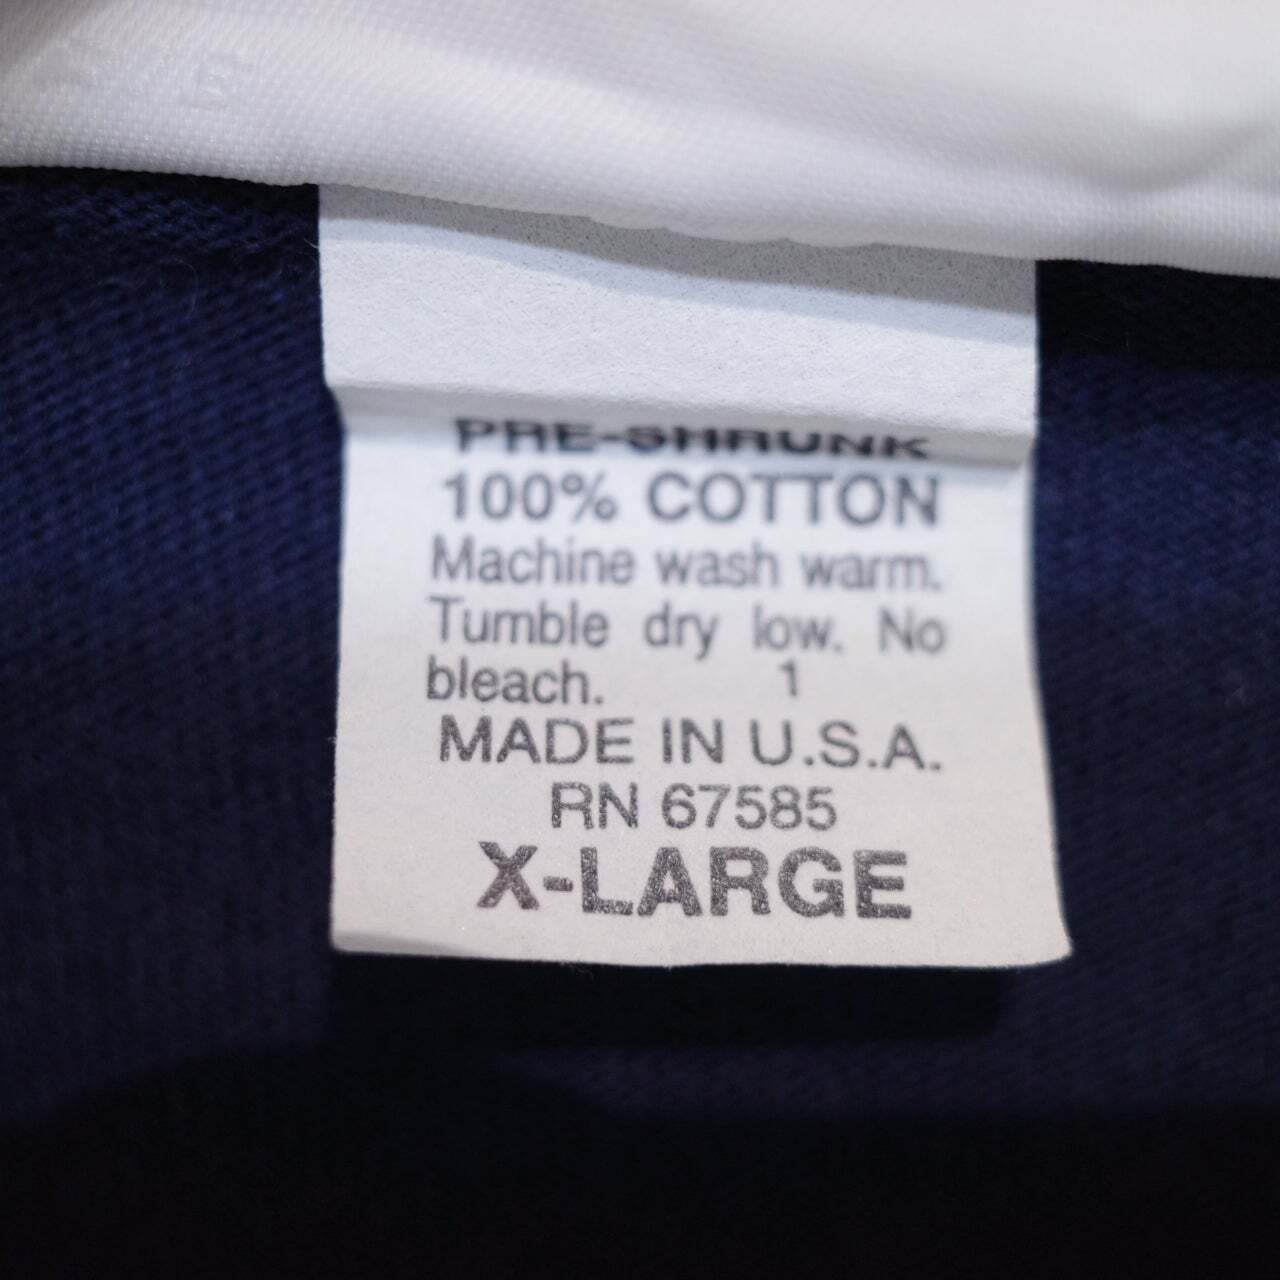 PRE-SHRUNK
100% COTTON
Machine wash warm.
Tumble dry low. No
bleach. 1
MADE IN U.S.A.
RN 67585
X-LARGE